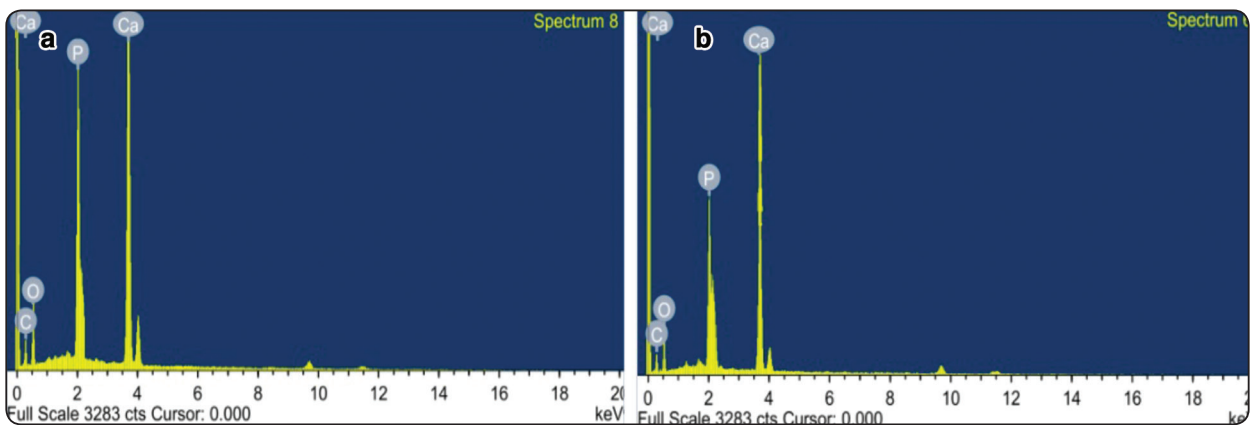 Ca
a
P
Ca
Spectrum 8
O
C
0 2 4 6 8 10 12 14 16 18 20
Full Scale 3283 cts Cursor: 0.000
keV
Ca
b
P
Ca
Spectrum
O
C
0 2 4 6 8 10 12 14 16 18
Full Scale 3283 cts Cursor: 0.000
ke